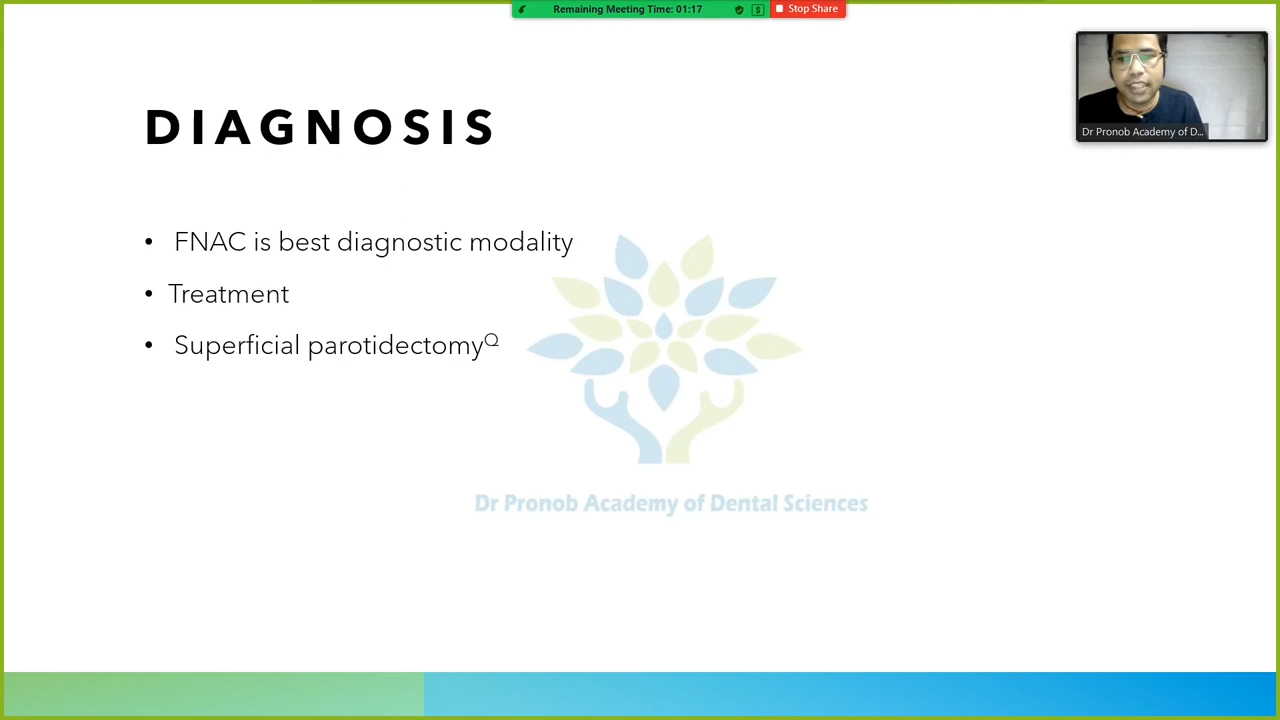 Remaining Meeting Time: 01:17
Stop Share
Dr Pronob Academy of D...
DIAGNOSIS
• FNAC is best diagnostic modality
• Treatment
• Superficial parotidectomyQ
Dr Pronob Academy of Dental Sciences